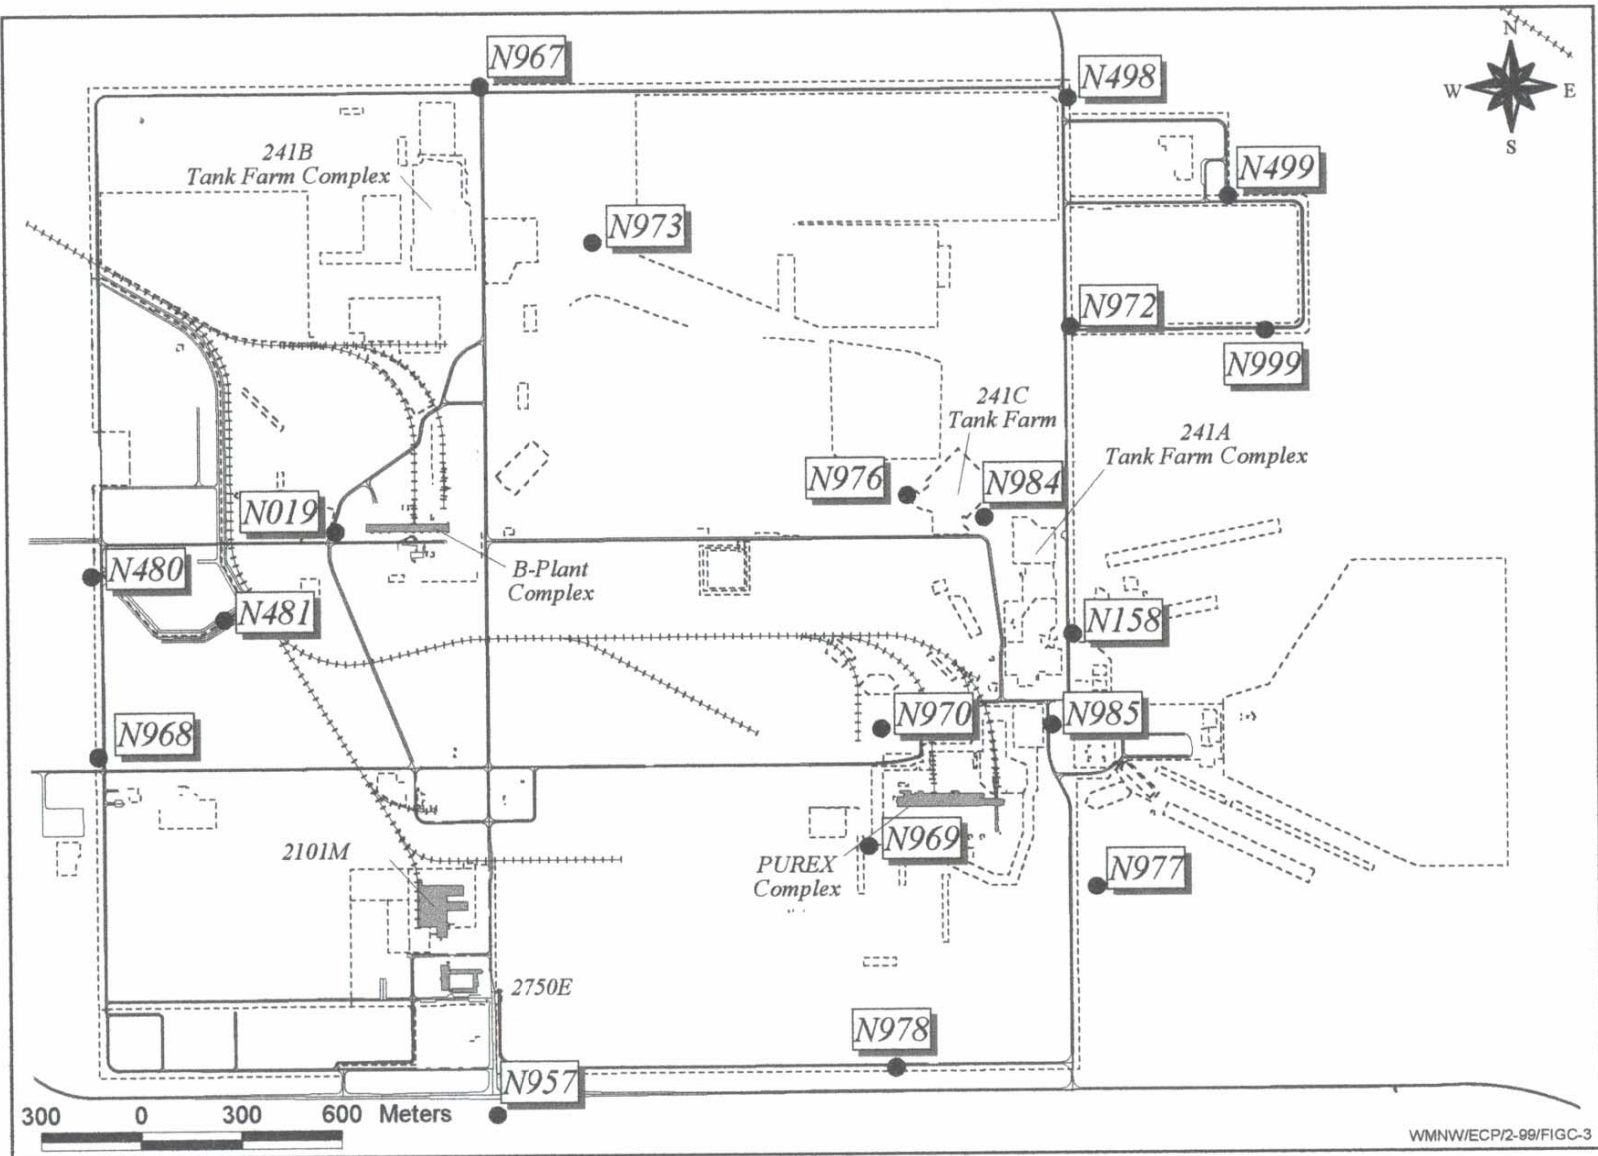 N967
N498
N
W
E
S
241B
Tank Farm Complex
N499
N973
N972
N999
241C
Tank Farm
241A
Tank Farm Complex
N976
N984
N019
N480
B-Plant
Complex
N481
N158
N970
N985
N968
N969
2101M
PUREX
Complex
N977
2750E
N978
N957
300 0 300 600 Meters
WMNW/ECP/2-99/FIGC-3